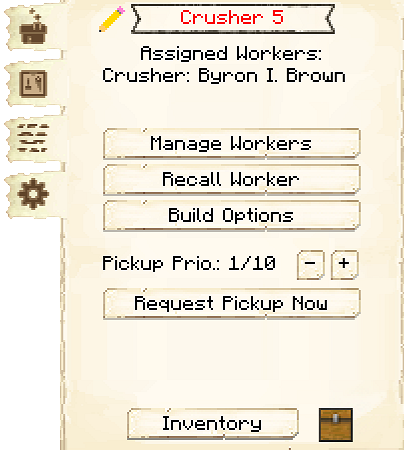 Crusher 5
Assigned Workers:
Crusher: Byron I. Brown
Manage Workers
Recall Worker
Build Options
Pickup Prio.: 1/10 - +
Request Pickup Now
Inventory